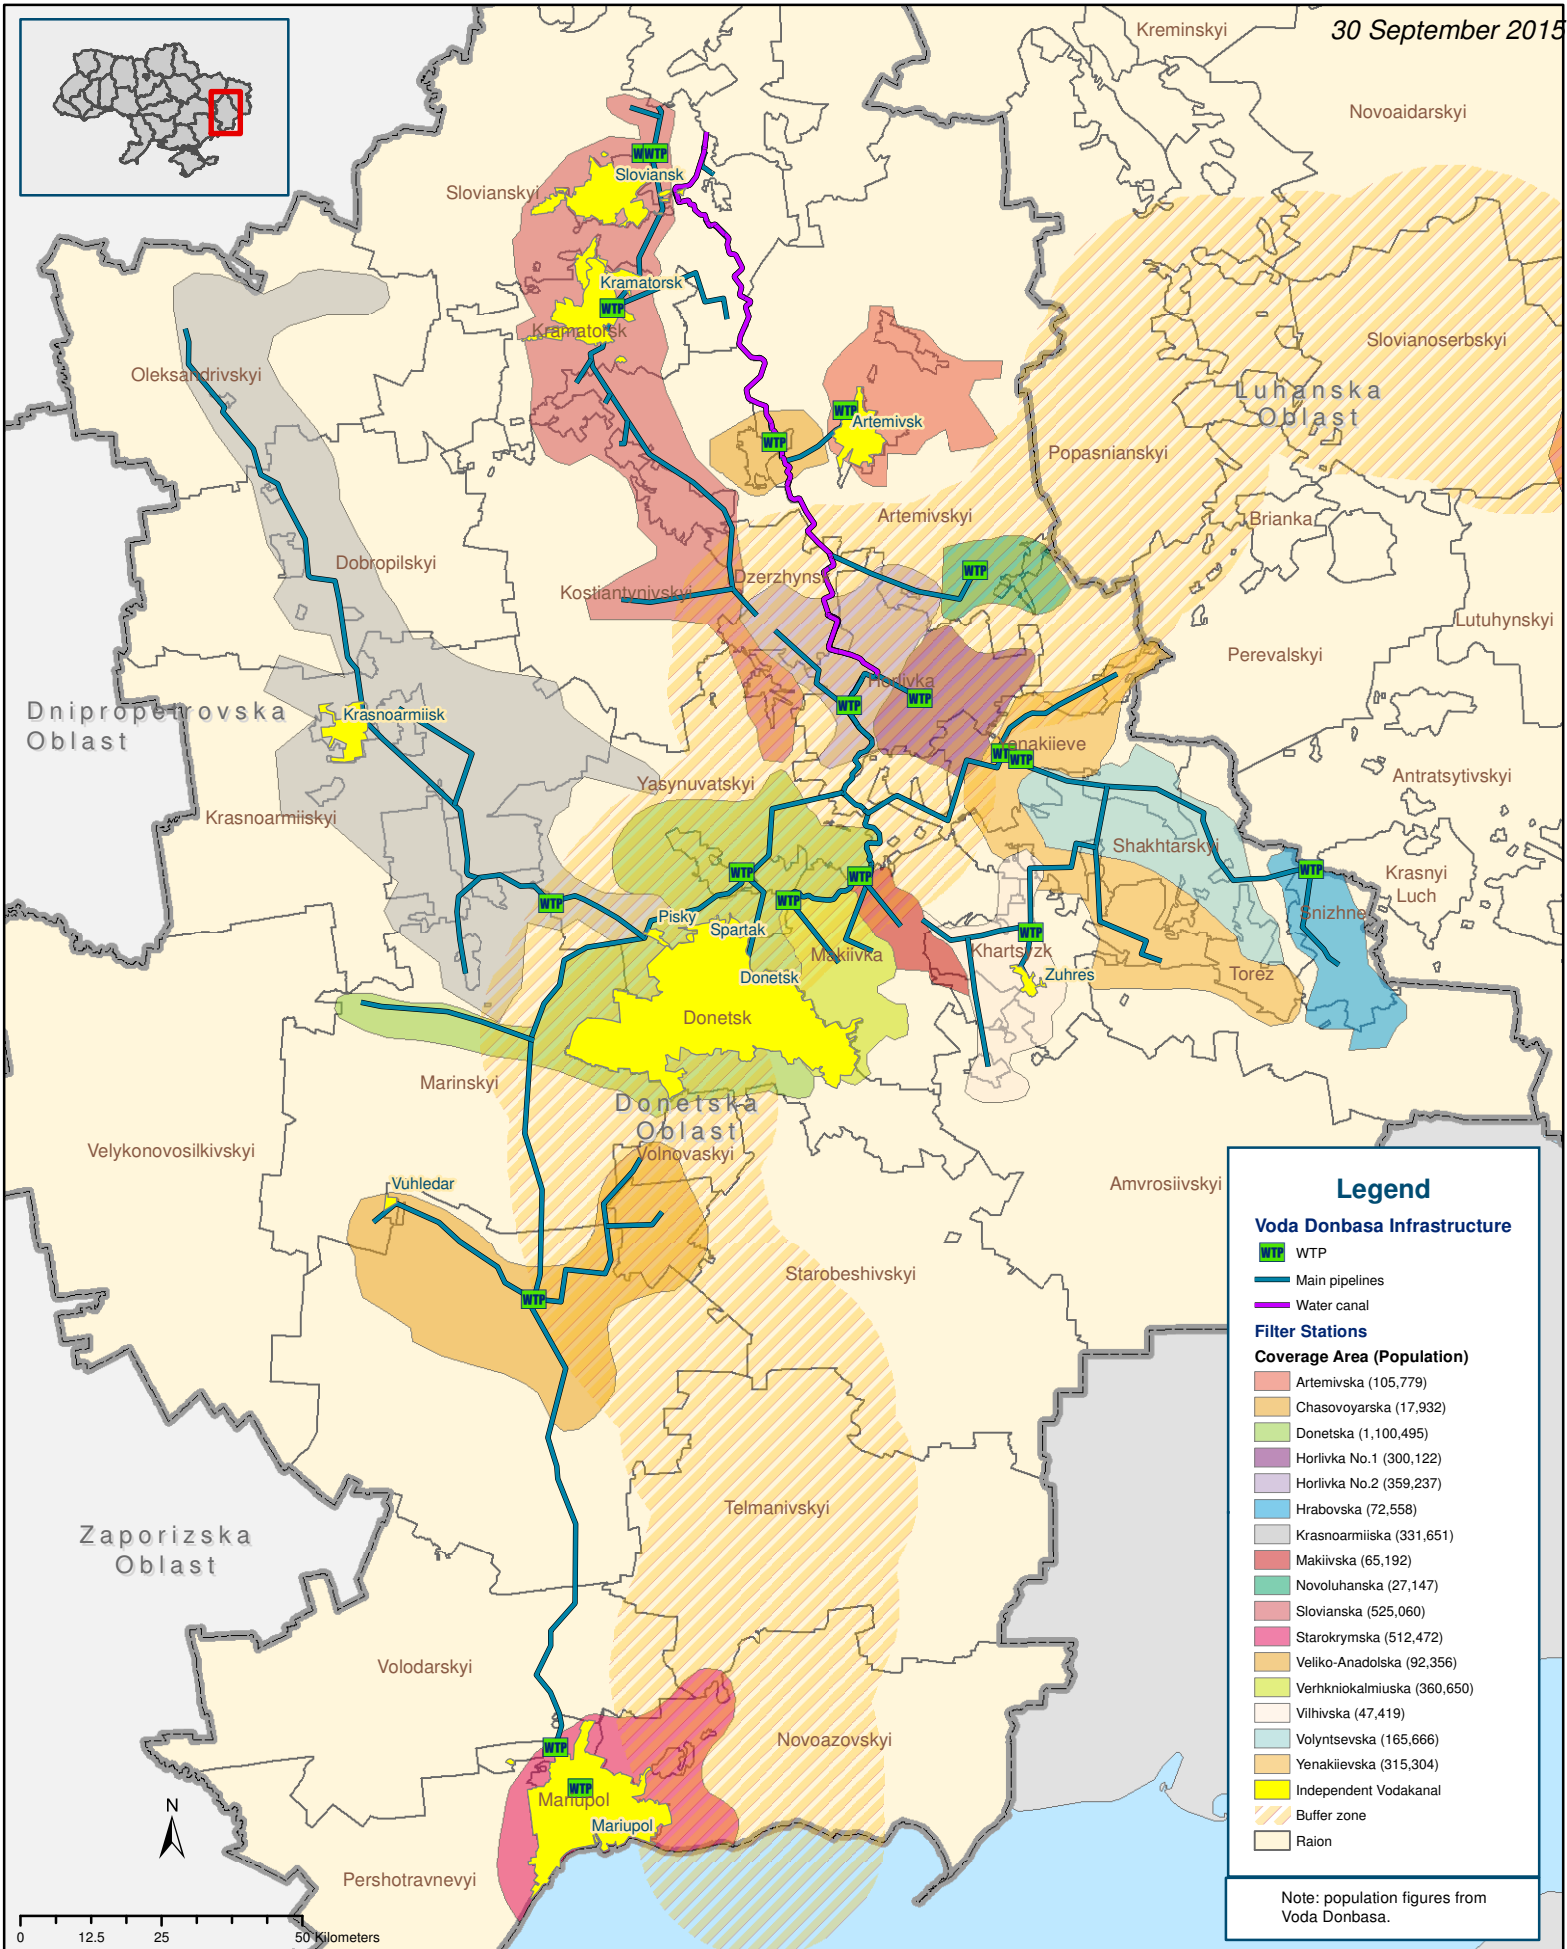 30 September 2015
Kreminskyi
Novoaidarskyi
WTP
Sloviansk
Slovianskyi
Kramatorsk
WTP
Kramatorsk
Slovianoserbskyi
Oleksandrivskyi
Luhanska
Oblast
WTP
Artemivsk
WTP
Popasnianskyi
Artemivskyi
Brianka
Dobropilskyi
WTP
Dzerzhynsk
Kostiantynivskyi
Lutuhynskyi
Perevalskyi
Horlivka
WTP
WTP
Dnipropetrovska
Oblast
Krasnoarmiisk
Yenakiieve
WTP
Yasynuvatskyi
Antratsytivskyi
Krasnoarmiiskyi
Shakhtarskyi
WTP
WTP
WTP
WTP
WTP
Krasnyi
Luch
Snizhne
Pisky
Spartak
WTP
Makiivka
Khartsyzk
Donetsk
Zuhres
Torez
Donetsk
Marinskyi
Donetska
Oblast
Velykonovosilkivskyi
Volnovaskyi
Vuhledar
Amvrosiivskyi
Starobeshivskyi
WTP
Telmanivskyi
Zaporizska
Oblast
Volodarskyi
Novoazovskyi
WTP
WTP
Mariupol
Mariupol
Pershotravnevyi
N
0 12.5 25 50 Kilometers
Legend
Voda Donbasa Infrastructure
WTP WTP
Main pipelines
Water canal
Filter Stations
Coverage Area (Population)
Artemivska (105,779)
Chasovoyarska (17,932)
Donetska (1,100,495)
Horlivka No.1 (300,122)
Horlivka No.2 (359,237)
Hrabovska (72,558)
Krasnoarmiiska (331,651)
Makiivska (65,192)
Novoluhanska (27,147)
Slovianska (525,060)
Starokrymska (512,472)
Veliko-Anadolska (92,356)
Verhkniokalmiuska (360,650)
Vilhivska (47,419)
Volyntsevska (165,666)
Yenakiievska (315,304)
Independent Vodakanal
Buffer zone
Raion
Note: population figures from
Voda Donbasa.